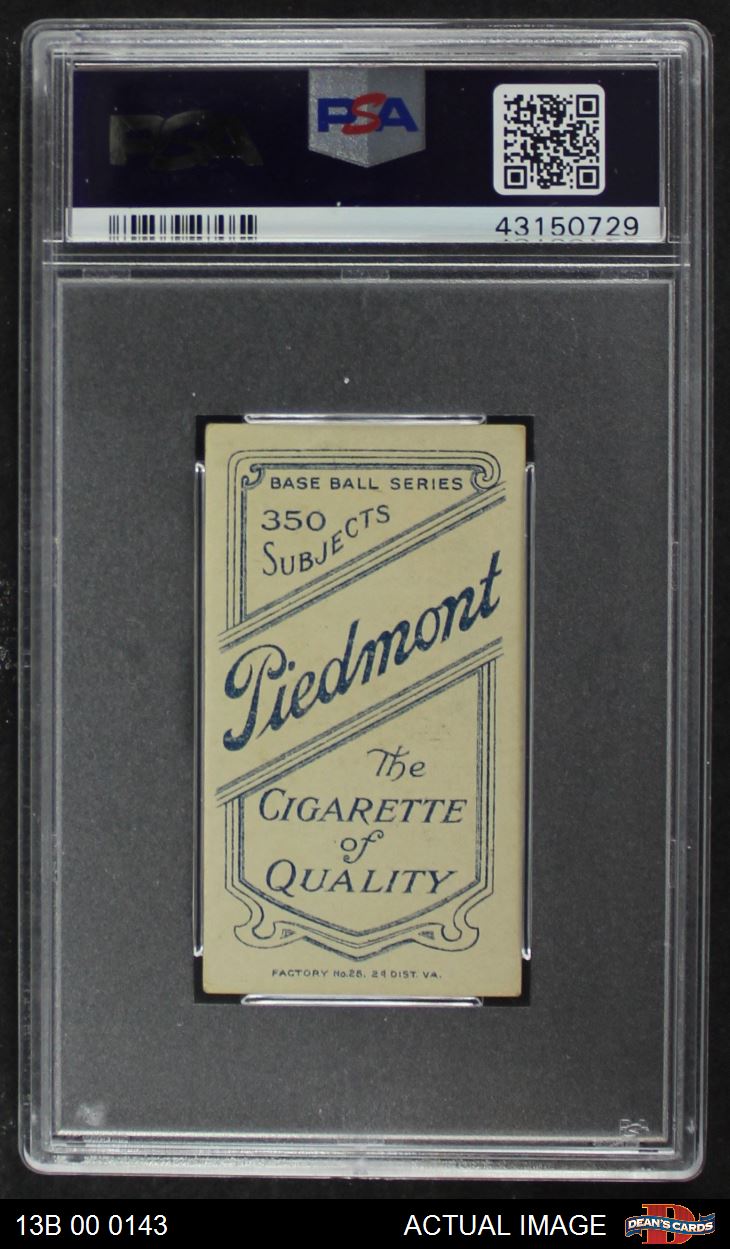 PSA
PSA
43150729
BASE BALL SERIES
350
SUBJECTS
Piedmont
The
CIGARETTE
of
QUALITY
FACTORY No. 25, 2d DIST. VA.
PSA
13B 00 0143
ACTUAL IMAGE
D
DEAN'S CARDS